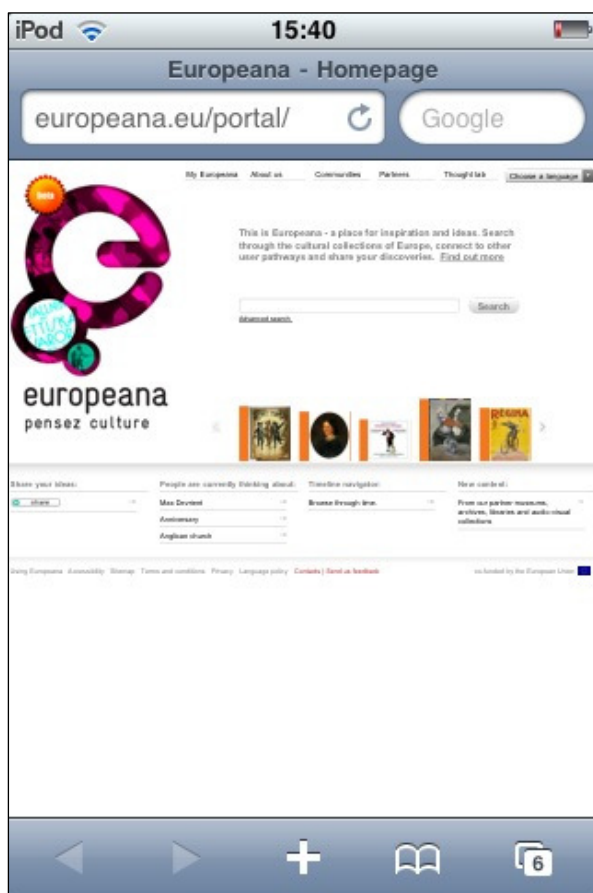 iPod 15:40
Europeana - Homepage
europeana.eu/portal/ Google
beta
My Europeana About us Communities Partners Thought lab Choose a language
This is Europeana - a place for inspiration and ideas. Search
through the cultural collections of Europe, connect to other
user pathways and share your discoveries. Find out more
Search
Advanced search
europeana
pensez culture
REGINA
Share your ideas: People are currently thinking about: Timeline navigator: New content:
share Max Devrient Browse through time. From our partner museums,
archives, libraries and audio-visual
collections
Anniversary
Anglican church
Using Europeana Accessibility Sitemap Terms and conditions Privacy Language policy Contacts | Send us feedback co-funded by the European Union
6